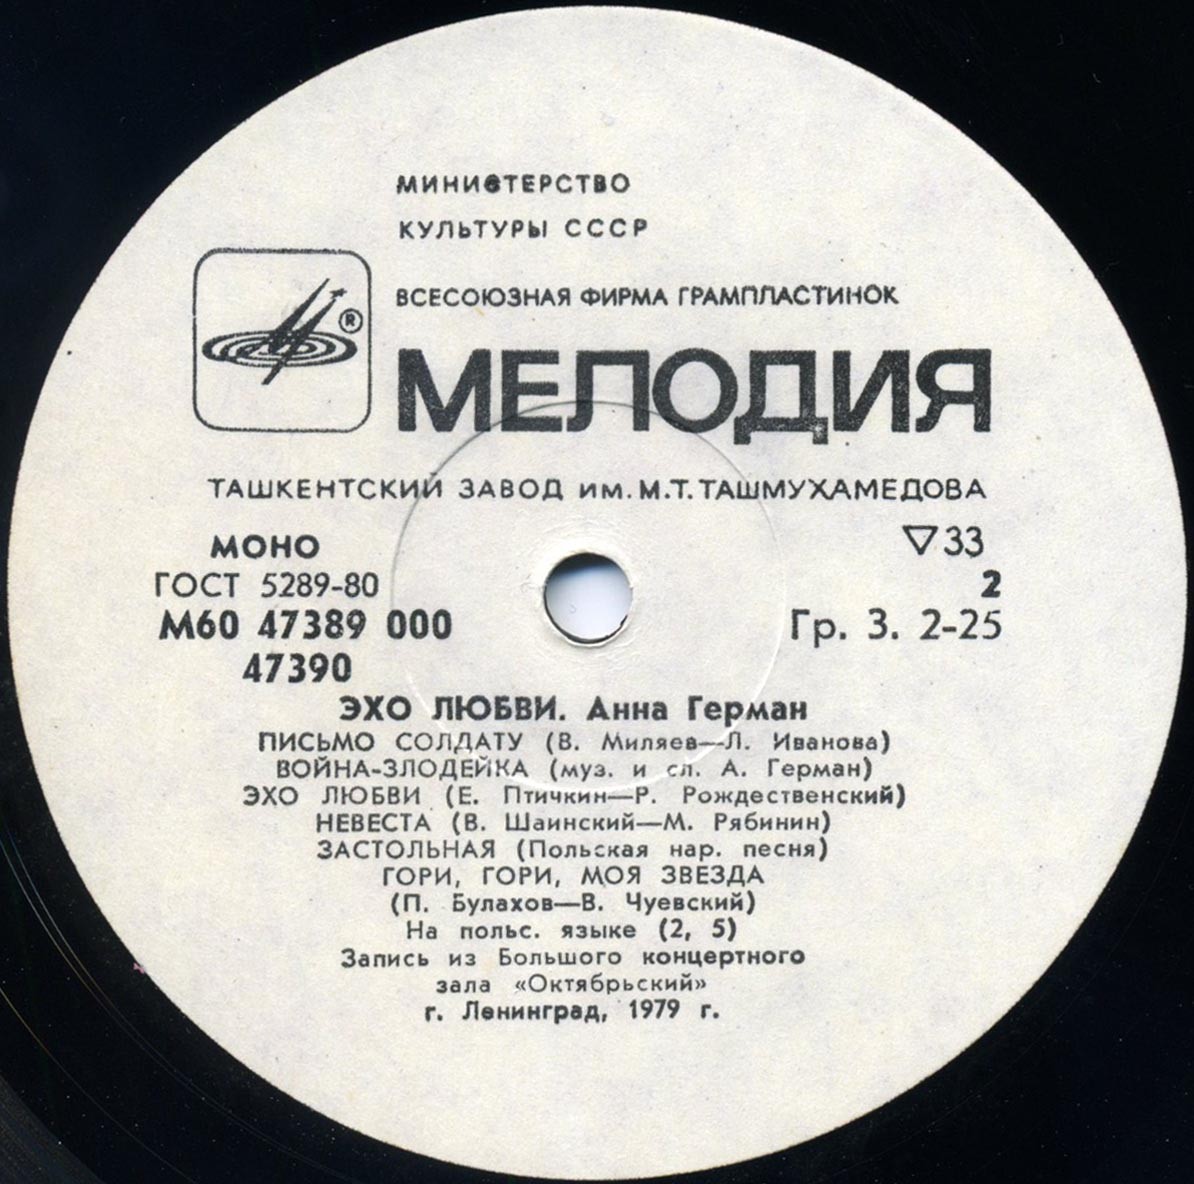 МИНИСТЕРСТВО
КУЛЬТУРЫ СССР
ВСЕСОЮЗНАЯ ФИРМА ГРАМПЛАСТИНОК
®
МЕЛОДИЯ
ТАШКЕНТСКИЙ ЗАВОД им. М.Т. ТАШМУХАМЕДОВА
МОНО ▽33
ГОСТ 5289-80 2
М60 47389 000 Гр. 3. 2-25
47390
ЭХО ЛЮБВИ. Анна Герман
ПИСЬМО СОЛДАТУ (В. Миляев—Л. Иванова)
ВОЙНА-ЗЛОДЕЙКА (муз. и сл. А. Герман)
ЭХО ЛЮБВИ (Е. Птичкин—Р. Рождественский)
НЕВЕСТА (В. Шаинский—М. Рябинин)
ЗАСТОЛЬНАЯ (Польская нар. песня)
ГОРИ, ГОРИ, МОЯ ЗВЕЗДА
(П. Булахов—В. Чуевский)
На польс. языке (2, 5)
Запись из Большого концертного
зала «Октябрьский»
г. Ленинград, 1979 г.